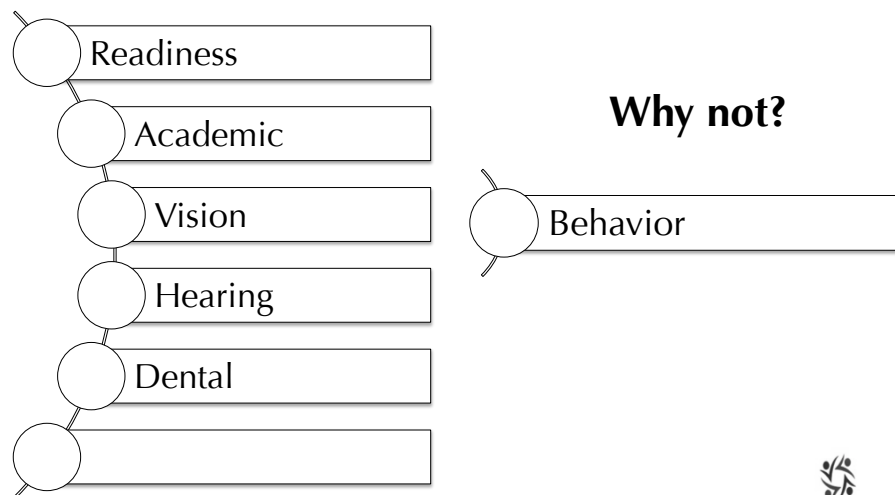 Readiness
Academic
Vision
Hearing
Dental
Why not?
Behavior